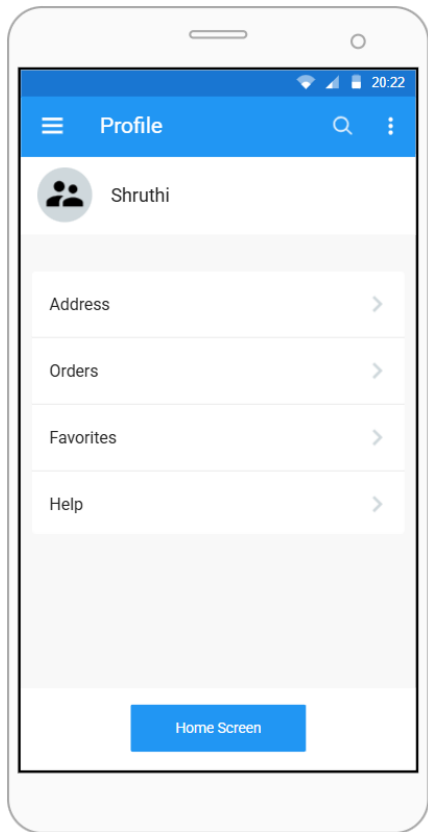 20:22
Profile
Shruthi
Address
Orders
Favorites
Help
Home Screen